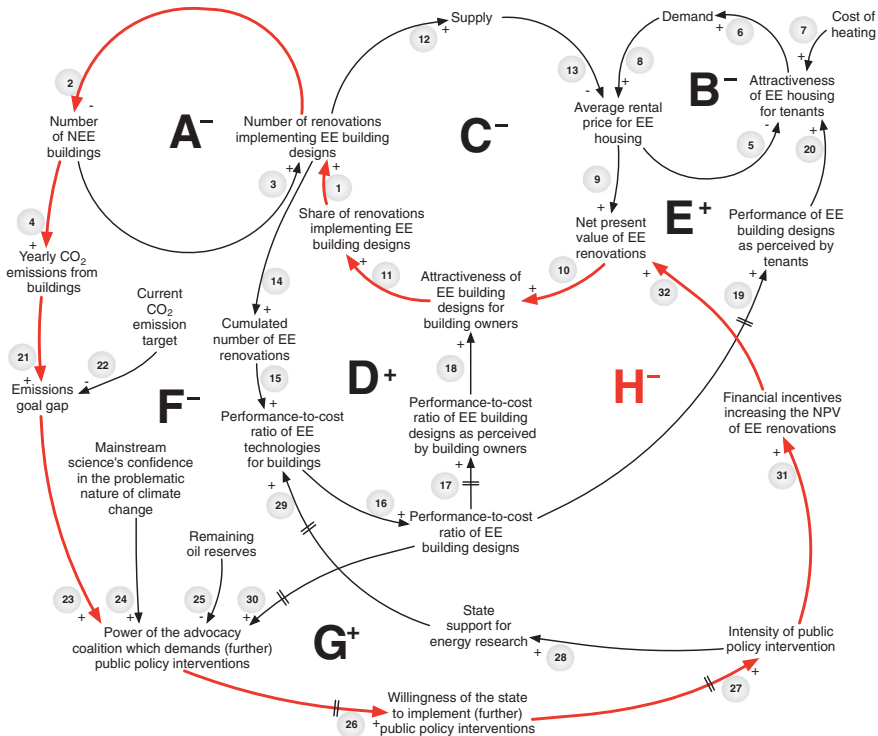 Supply
Demand
Cost of
heating
12
+
6
+
7
+
2
-
13
-
8
+
B–
Attractiveness
of EE housing
for tenants
Number
of NEE
buildings
A–
Number of renovations
implementing EE building
designs
C–
Average rental
price for EE
housing
-
5
+
20
3
+
+
1
9
+
E+
4
+
Share of renovations
implementing EE
building designs
Net present
value of EE
renovations
Performance of EE
building designs
as perceived by
tenants
Yearly CO2
emissions from
buildings
11
+
10
+
32
+
19
+
14
+
Attractiveness of
EE building
designs for
building owners
Current
CO2
emission
target
Cumulated
number of EE
renovations
21
+
22
-
18
+
15
+
D+
H–
Emissions
goal gap
F–
Performance-to-cost
ratio of EE
technologies
for buildings
Performance-to-cost
ratio of EE building
designs as perceived
by building owners
Financial incentives
increasing the NPV
of EE renovations
Mainstream
science's confidence
in the problematic
nature of climate
change
29
+
17
+
31
+
16
+
Performance-to-cost
ratio of EE
building designs
Remaining
oil reserves
23
+
24
+
25
-
30
+
Power of the advocacy
coalition which demands (further)
public policy interventions
G+
State
support for
energy research
28
+
Intensity of public
policy intervention
27
+
26
+
Willingness of the state
to implement (further)
public policy interventions